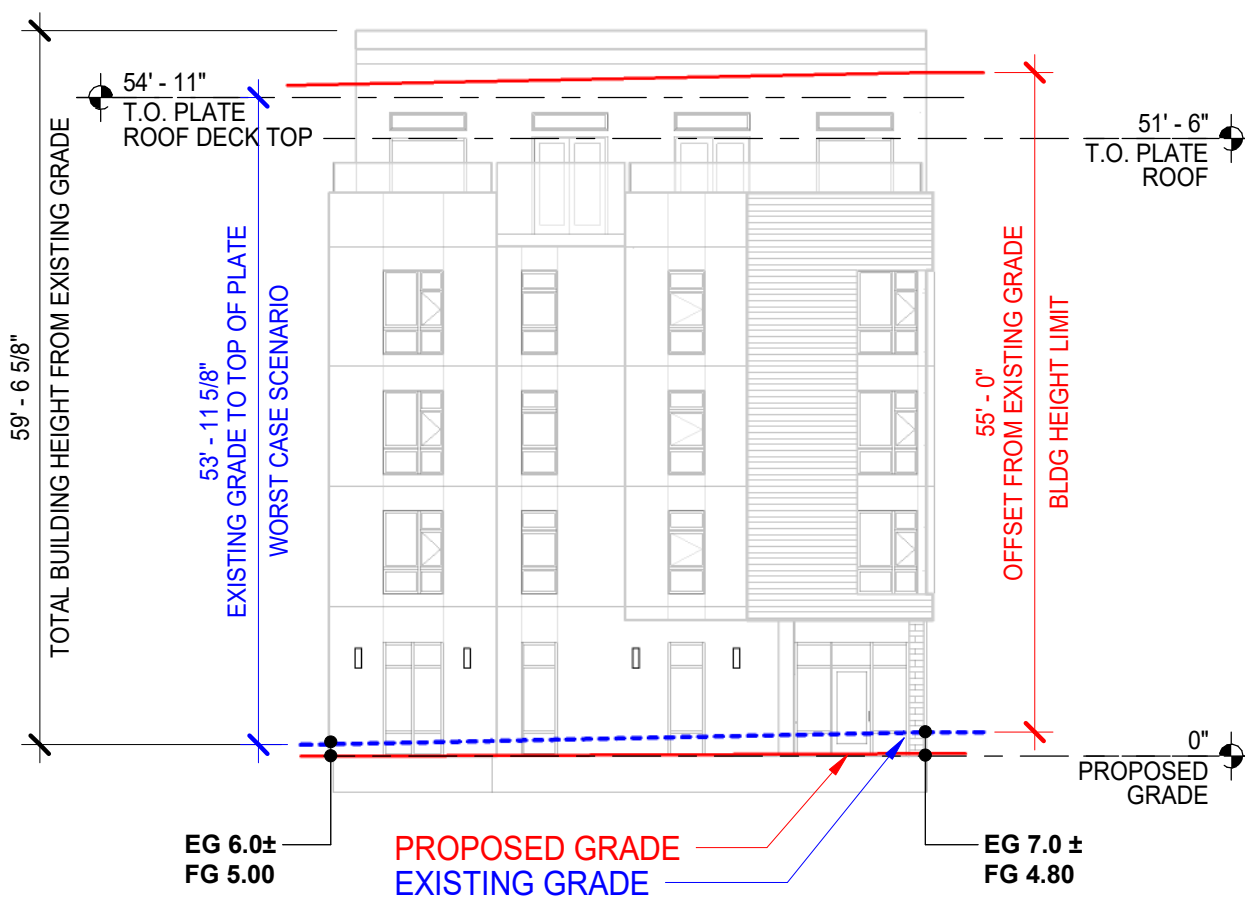 54' - 11"
T.O. PLATE
ROOF DECK TOP
51' - 6"
T.O. PLATE
ROOF
59' - 6 5/8"
TOTAL BUILDING HEIGHT FROM EXISTING GRADE
53' - 11 5/8"
EXISTING GRADE TO TOP OF PLATE
WORST CASE SCENARIO
55' - 0"
OFFSET FROM EXISTING GRADE
BLDG HEIGHT LIMIT
0"
PROPOSED
GRADE
EG 6.0±
FG 5.00
PROPOSED GRADE
EXISTING GRADE
EG 7.0 ±
FG 4.80